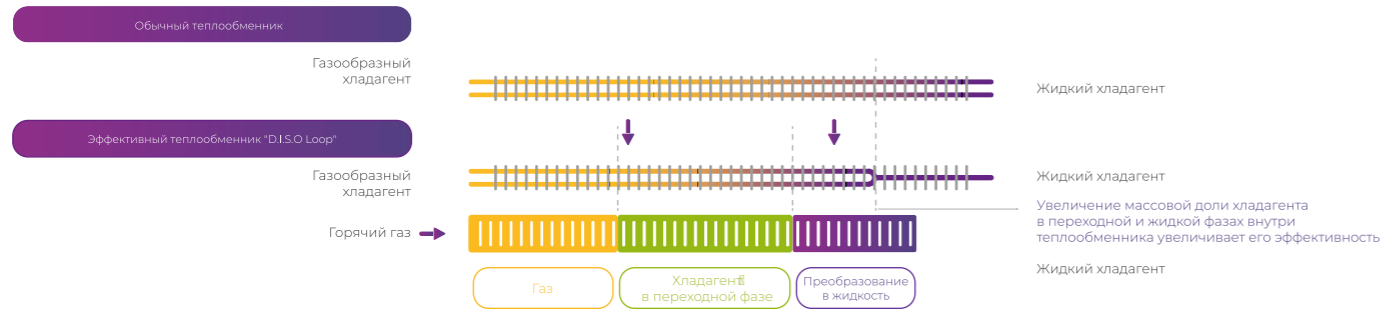 Обычный теплообменник
Газообразный
хладагент
Жидкий хладагент
Эффективный теплообменник "D.I.S.O Loop"
Газообразный
хладагент
Жидкий хладагент
Увеличение массовой доли хладагента
в переходной и жидкой фазах внутри
теплообменника увеличивает его эффективность
Горячий газ
Жидкий хладагент
Газ
Хладагент
в переходной фазе
Преобразование
в жидкость